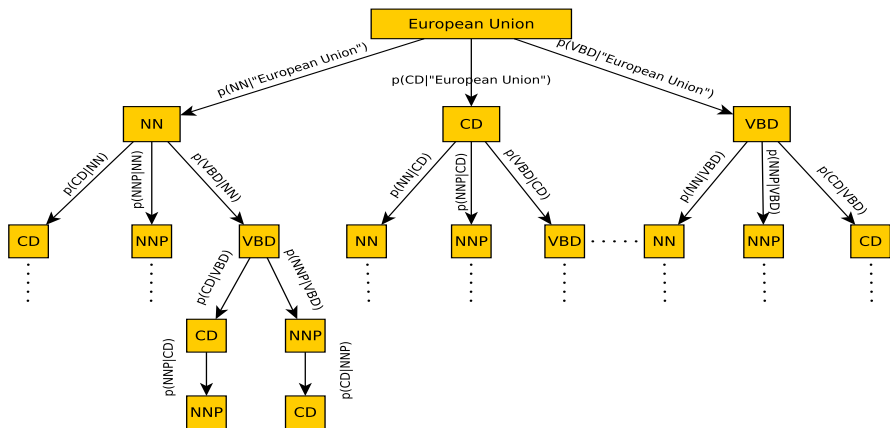 European Union
p(NN|"European Union")
p(CD|"European Union")
p(VBD|"European Union")
NN
CD
VBD
p(CD|NN)
p(NNP|NN)
p(VBD|NN)
p(NN|CD)
p(NNP|CD)
p(VBD|CD)
p(NN|VBD)
p(NNP|VBD)
p(CD|VBD)
CD
NNP
VBD
NN
NNP
VBD
NN
NNP
CD
p(CD|VBD)
p(NNP|VBD)
CD
NNP
p(NNP|CD)
p(CD|NNP)
NNP
CD